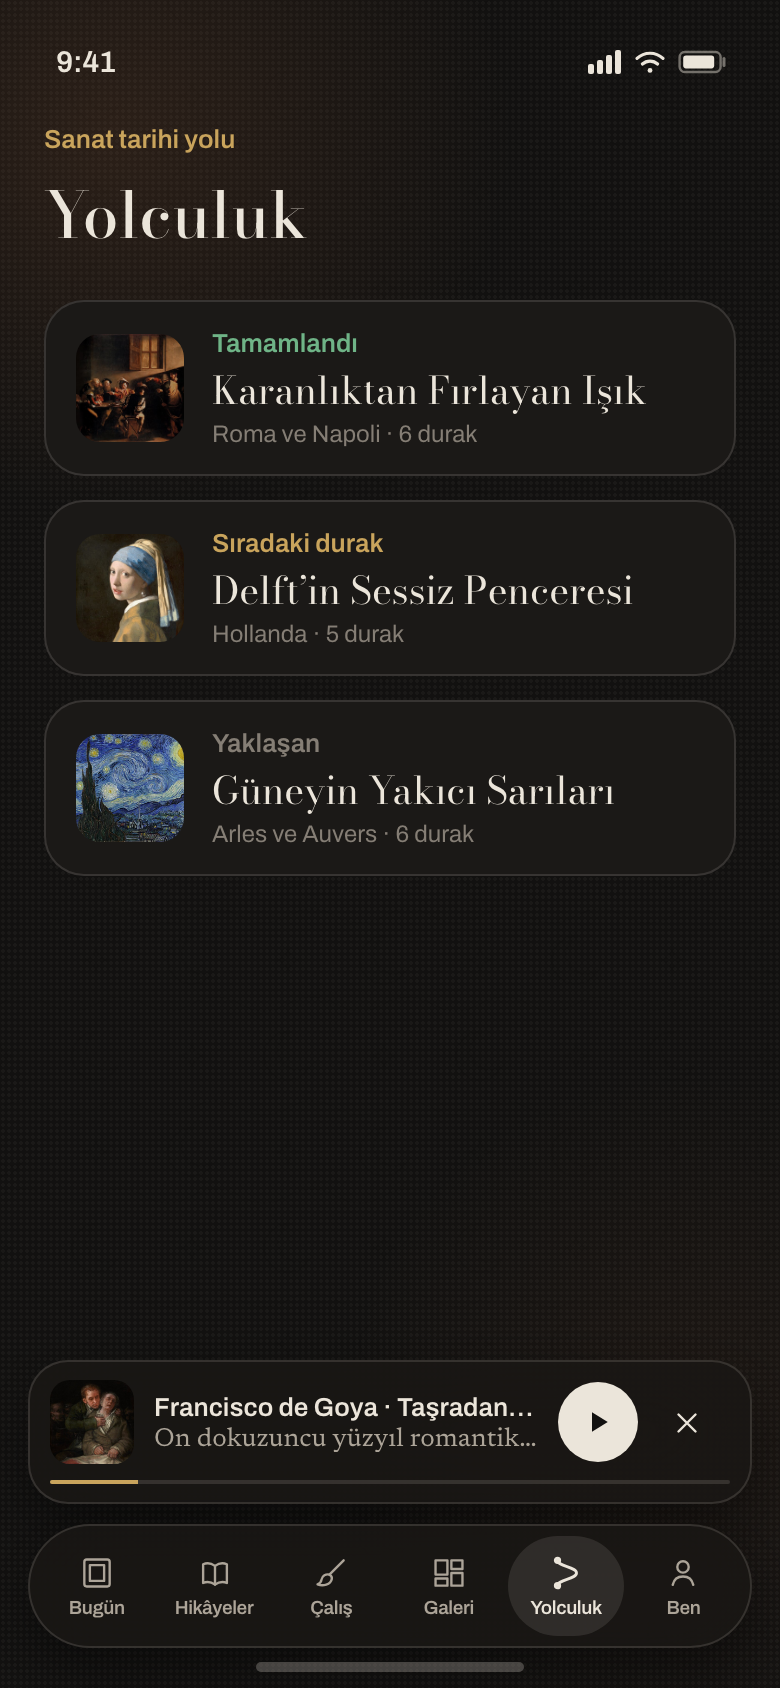 9:41
Sanat tarihi yolu
Yolculuk
Tamamlandı
Karanlıktan Fırlayan Işık
Roma ve Napoli · 6 durak
Sıradaki durak
Delft’in Sessiz Penceresi
Hollanda · 5 durak
Yaklaşan
Güneyin Yakıcı Sarıları
Arles ve Auvers · 6 durak
Francisco de Goya · Taşradan...
On dokuzuncu yüzyıl romantik...
Bugün
Hikâyeler
Çalış
Galeri
Yolculuk
Ben